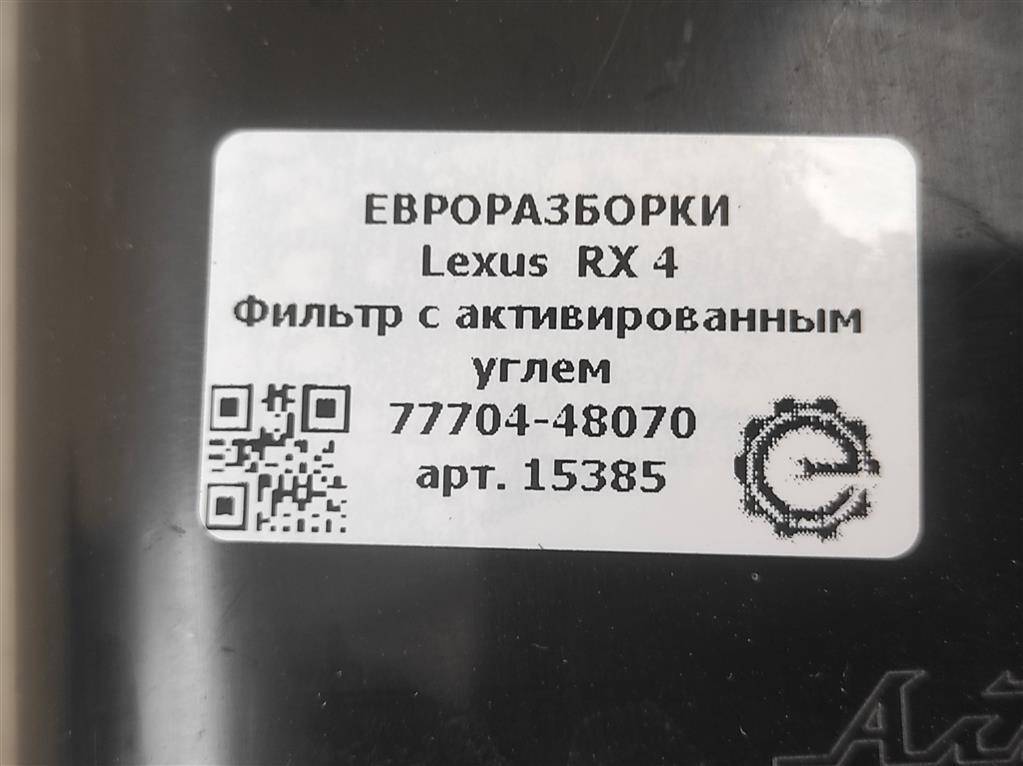 ЕВРОРАЗБОРКИ
Lexus RX 4
Фильтр с активированным
углем
77704-48070
арт. 15385